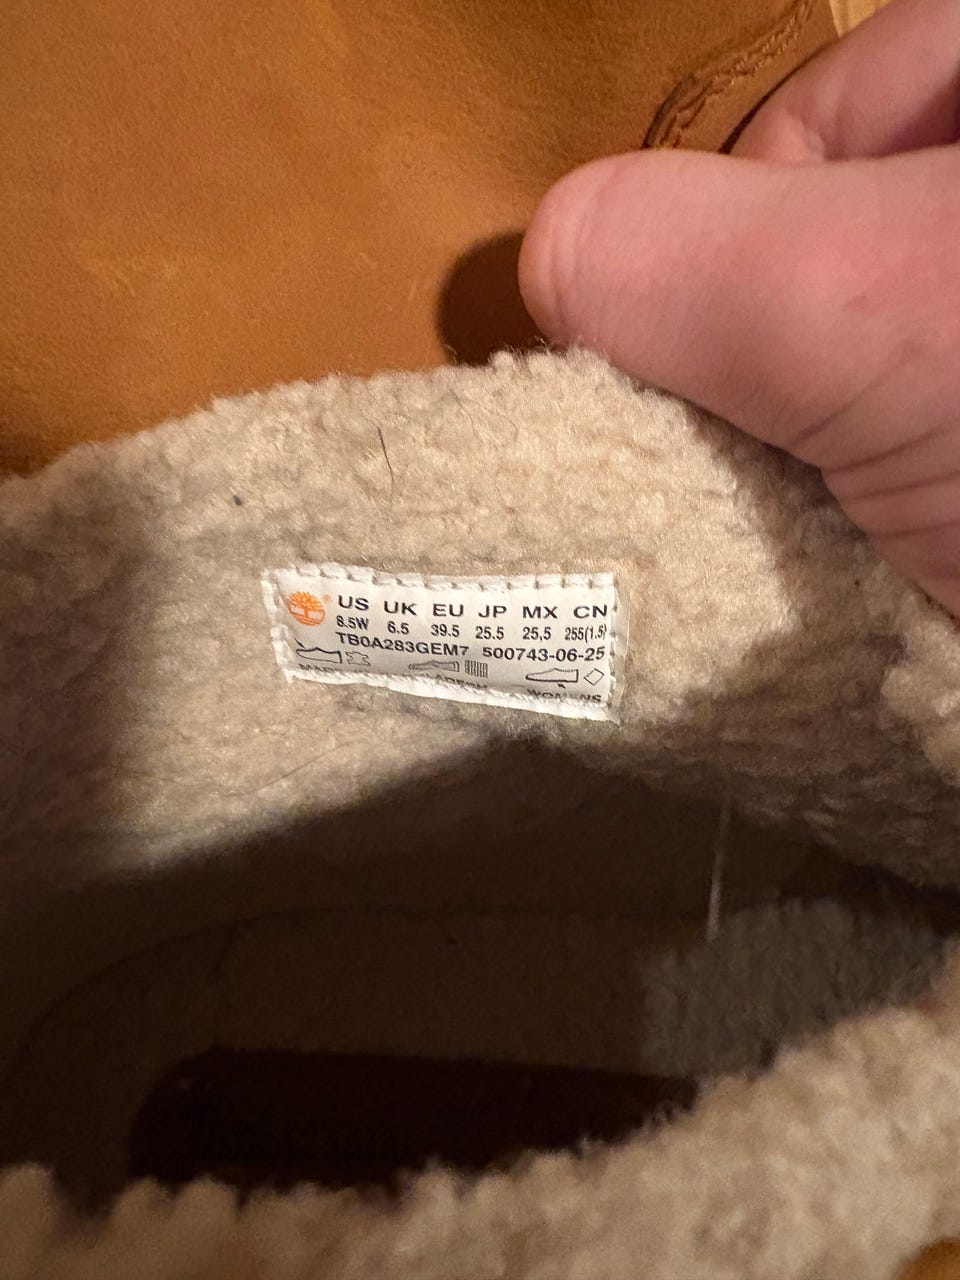 US UK EU JP MX CN
8.5W 6.5 39.5 25.5 25,5 255(1.5)
TB0A283GEM7 500743-06-25
WOMENS